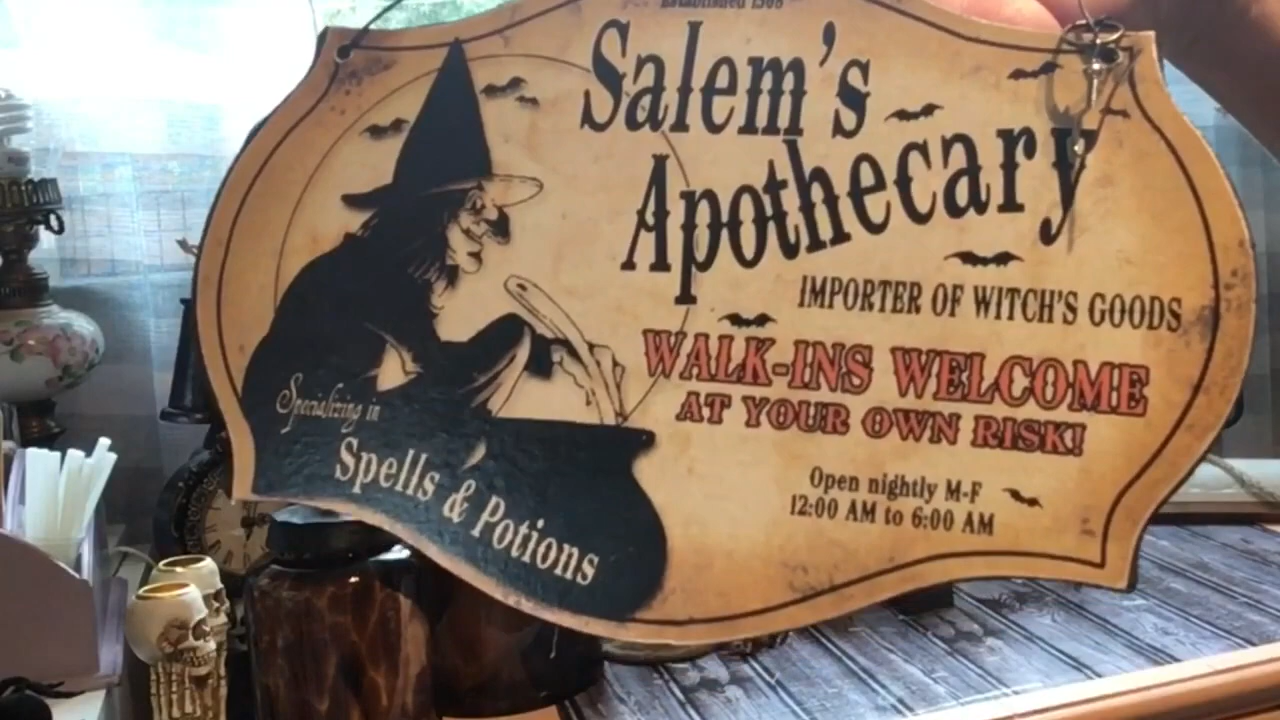 Established
Salem's
Apothecary
IMPORTER OF WITCH'S GOODS
WALK-INS WELCOME
AT YOUR OWN RISK!
Open nightly M-F
12:00 AM to 6:00 AM
Specializing in
Spells & Potions